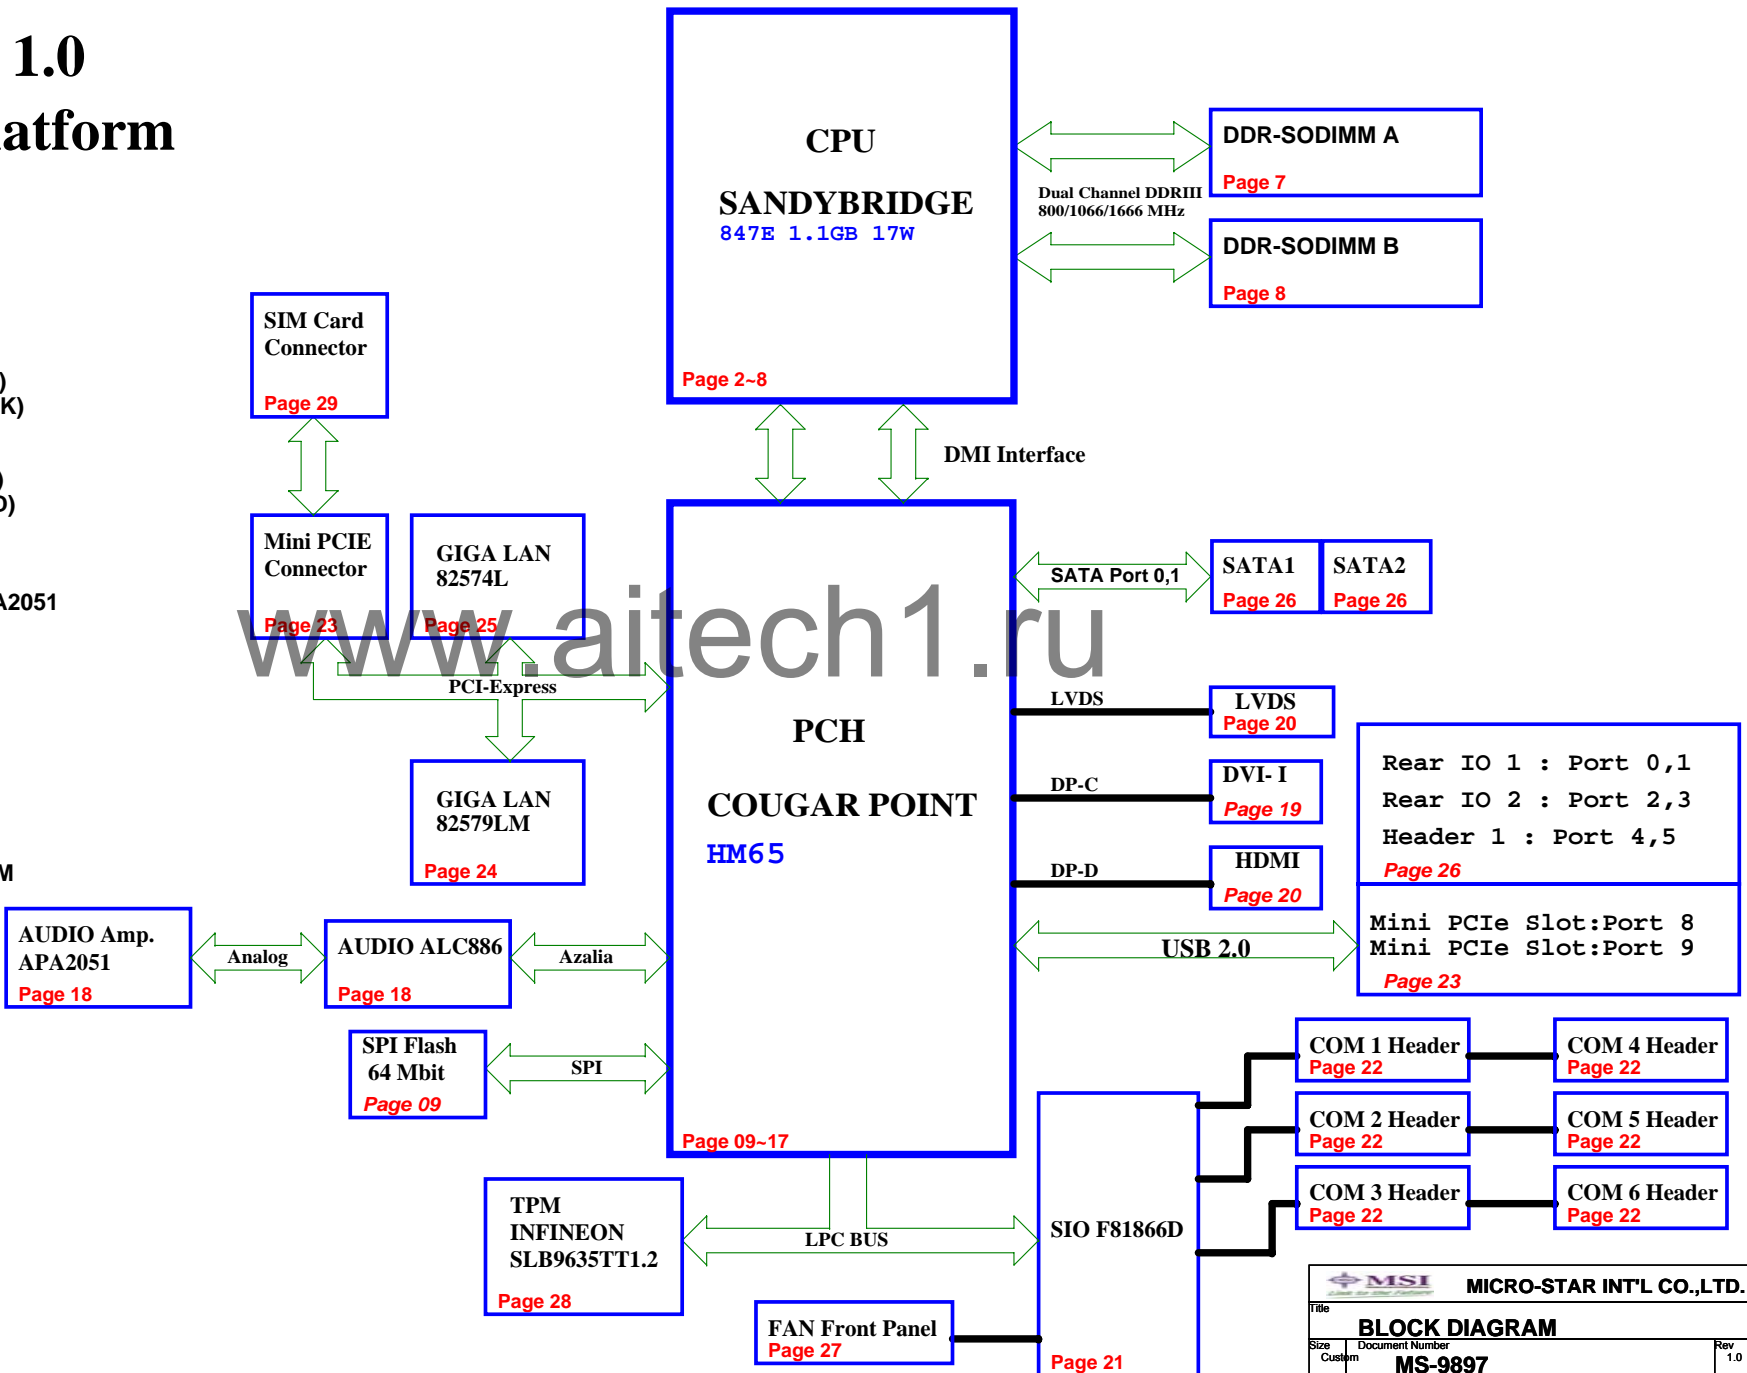 1.0
latform
)
K)
)
D)
A2051
M
CPU
SANDYBRIDGE
847E 1.1GB 17W
Page 2~8
Dual Channel DDRIII
800/1066/1666 MHz
DDR-SODIMM A
Page 7
DDR-SODIMM B
Page 8
SIM Card
Connector
Page 29
DMI Interface
Mini PCIE
Connector
Page 23
GIGA LAN
82574L
Page 25
PCI-Express
GIGA LAN
82579LM
Page 24
www.aitech1.ru
PCH
COUGAR POINT
HM65
Page 09~17
SATA Port 0,1
SATA1
Page 26
SATA2
Page 26
LVDS
LVDS
Page 20
DP-C
DVI- I
Page 19
DP-D
HDMI
Page 20
USB 2.0
Rear IO 1 : Port 0,1
Rear IO 2 : Port 2,3
Header 1 : Port 4,5
Page 26
Mini PCIe Slot:Port 8
Mini PCIe Slot:Port 9
Page 23
AUDIO Amp.
APA2051
Page 18
Analog
AUDIO ALC886
Page 18
Azalia
SPI Flash
64 Mbit
Page 09
SPI
TPM
INFINEON
SLB9635TT1.2
Page 28
LPC BUS
SIO F81866D
Page 21
FAN Front Panel
Page 27
COM 1 Header
Page 22
COM 4 Header
Page 22
COM 2 Header
Page 22
COM 5 Header
Page 22
COM 3 Header
Page 22
COM 6 Header
Page 22
MSI
Link to the Future
MICRO-STAR INT'L CO.,LTD.
Title
BLOCK DIAGRAM
Size
Custom
Document Number
MS-9897
Rev
1.0